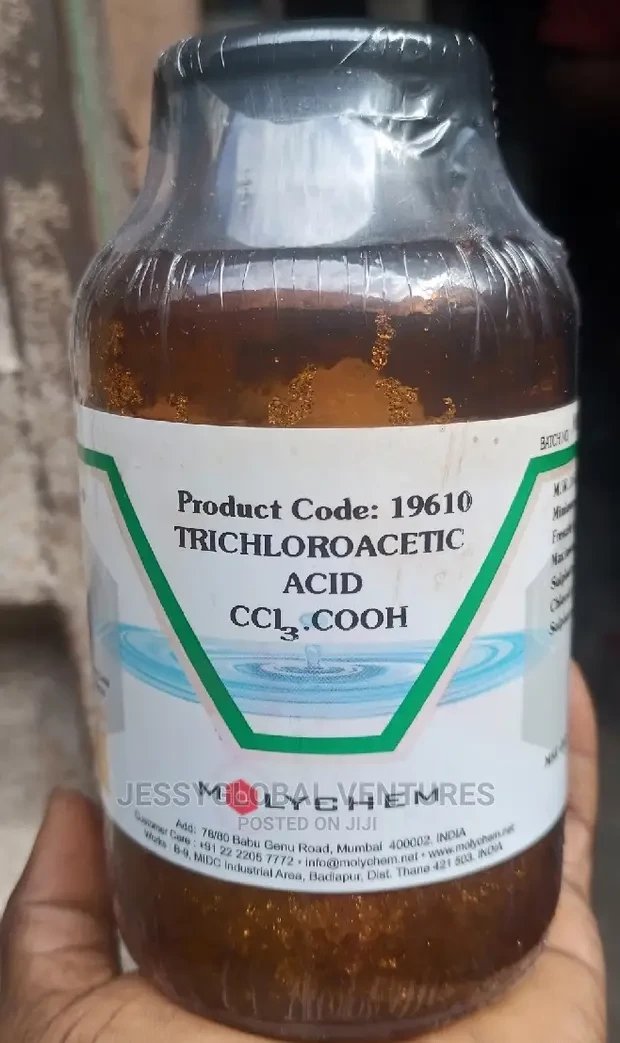 BATCH NO
Product Code: 19610
TRICHLOROACETIC
ACID
CCl3.COOH
M.W.
JESSYGLOBAL VENTURES
MOLYCHEM
POSTED ON JIJI
Add: 78/80 Babu Genu Road, Mumbai 400002, INDIA
Customer Care : +91 22 2205 7772 • info@molychem.net • www.molychem.net
Works B-9, MIDC Industrial Area, Badlapur, Dist. Thane 421 503, INDIA